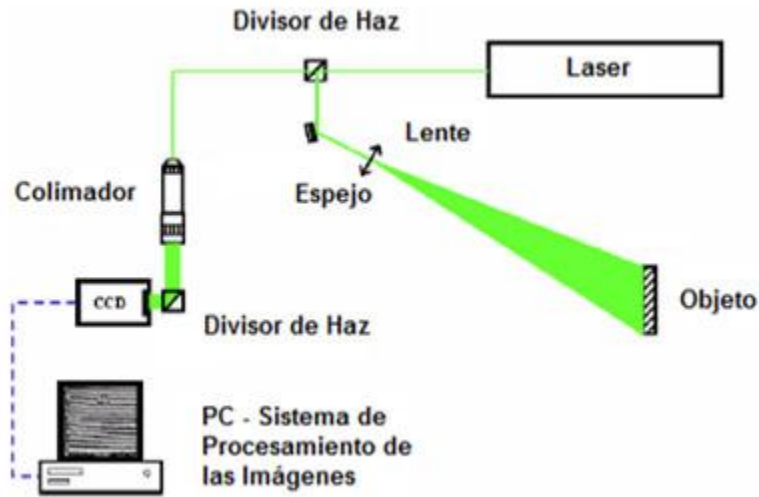 Divisor de Haz
Laser
Lente
Espejo
Colimador
CCD
Divisor de Haz
Objeto
PC - Sistema de
Procesamiento de
las Imágenes